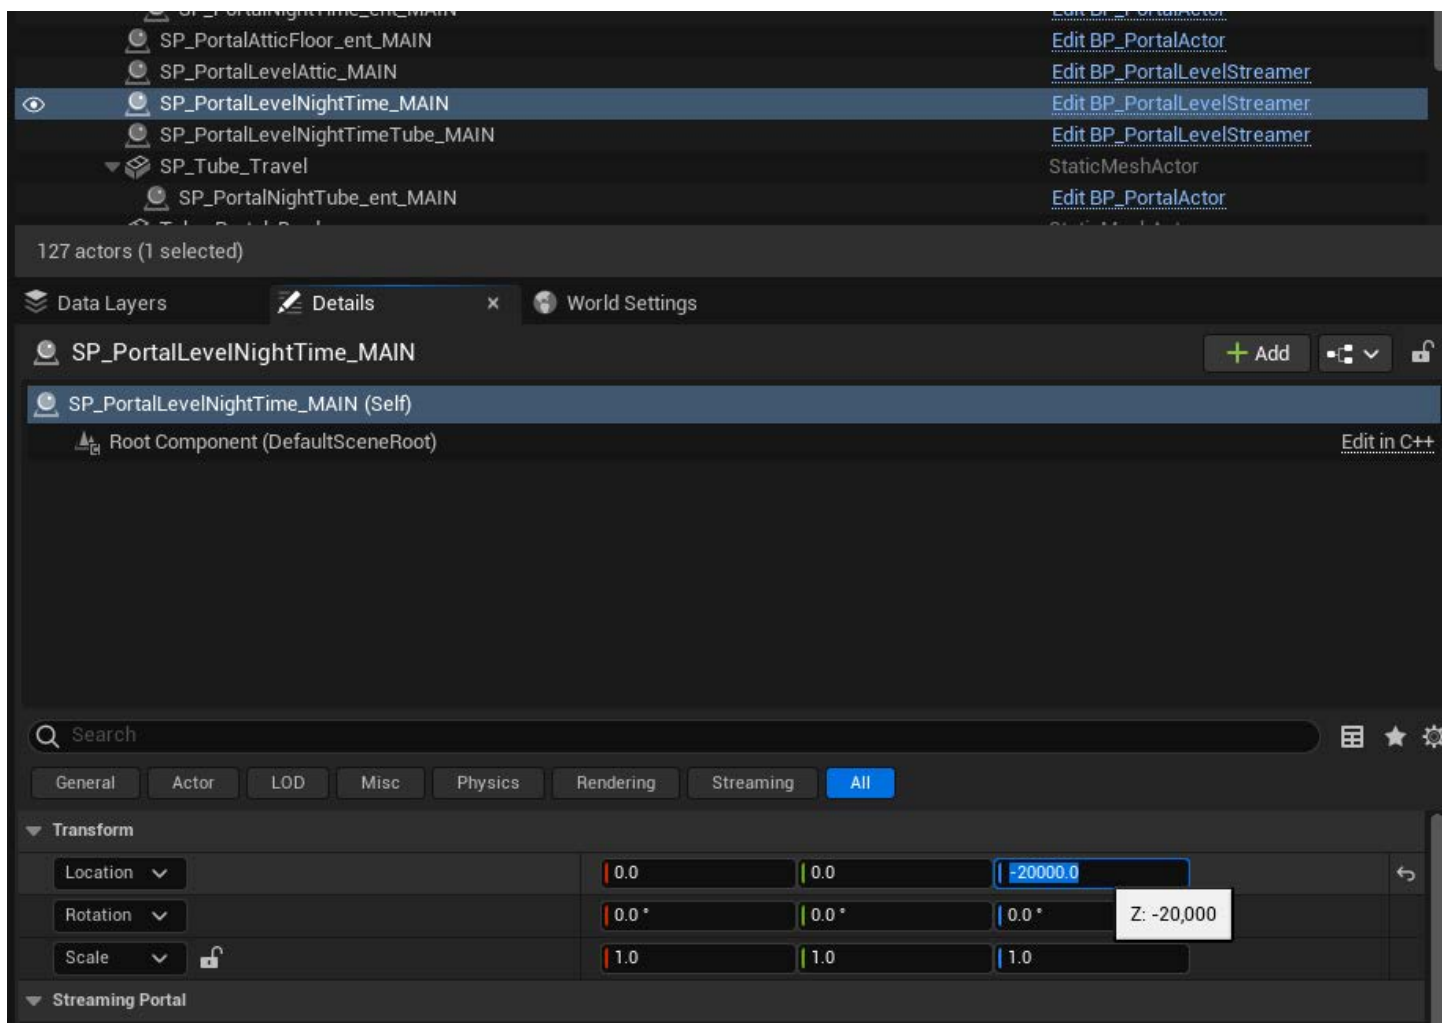 SP_PortalNightTime_ent_MAIN Edit BP_PortalActor
SP_PortalAtticFloor_ent_MAIN Edit BP_PortalActor
SP_PortalLevelAttic_MAIN Edit BP_PortalLevelStreamer
SP_PortalLevelNightTime_MAIN Edit BP_PortalLevelStreamer
SP_PortalLevelNightTimeTube_MAIN Edit BP_PortalLevelStreamer
SP_Tube_Travel StaticMeshActor
SP_PortalNightTube_ent_MAIN Edit BP_PortalActor
127 actors (1 selected)
Data Layers Details World Settings
SP_PortalLevelNightTime_MAIN Add
SP_PortalLevelNightTime_MAIN (Self)
Root Component (DefaultSceneRoot) Edit in C++
Search
General Actor LOD Misc Physics Rendering Streaming All
Transform
Location 0.0 0.0 -20000.0
Rotation 0.0 ° 0.0 ° 0.0 ° Z: -20,000
Scale 1.0 1.0 1.0
Streaming Portal